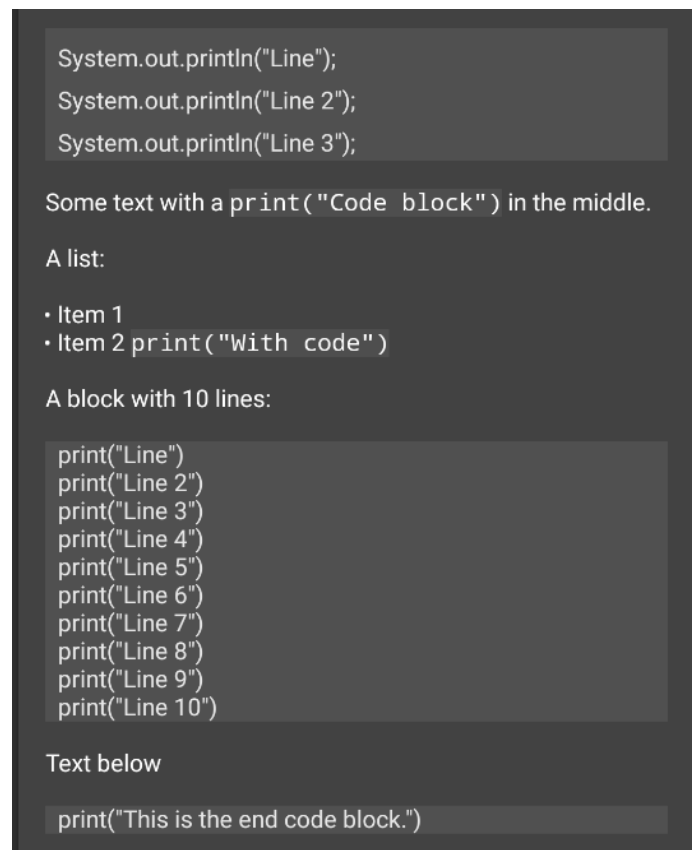 System.out.println("Line");
System.out.println("Line 2");
System.out.println("Line 3");
Some text with a print("Code block") in the middle.
A list:
• Item 1
• Item 2 print("With code")
A block with 10 lines:
print("Line")
print("Line 2")
print("Line 3")
print("Line 4")
print("Line 5")
print("Line 6")
print("Line 7")
print("Line 8")
print("Line 9")
print("Line 10")
Text below
print("This is the end code block.")